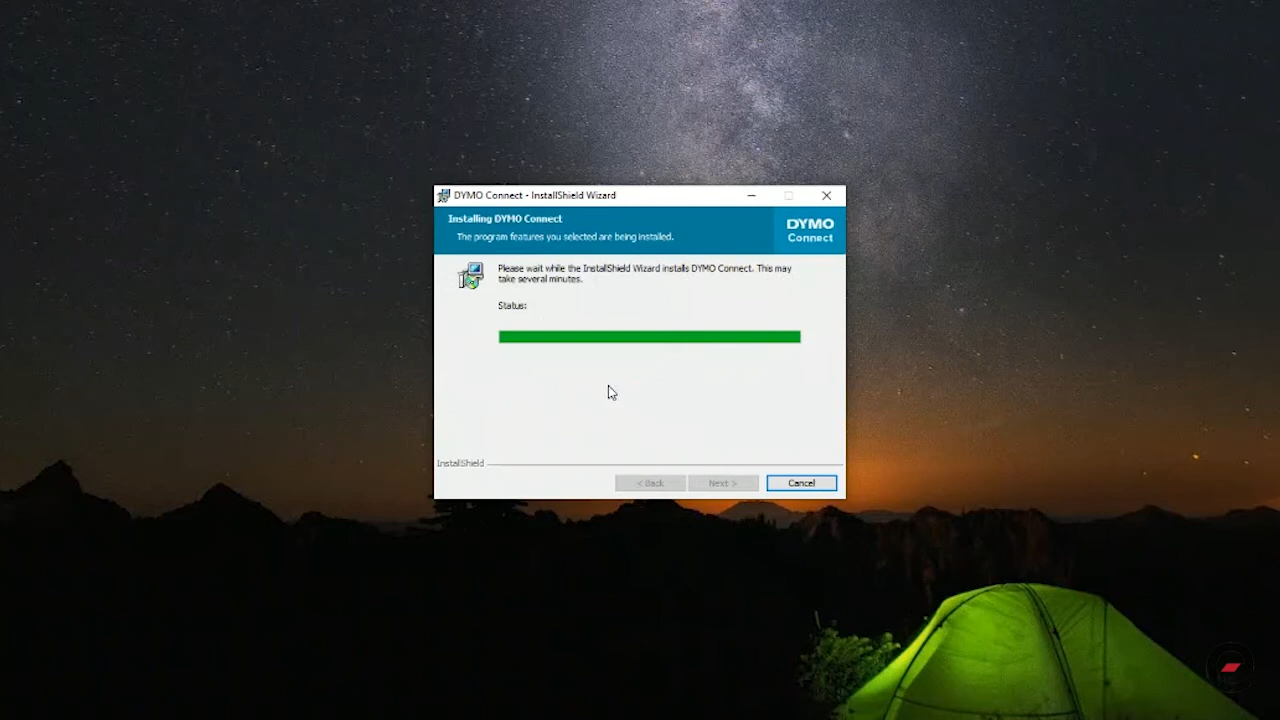 DYMO Connect - InstallShield Wizard
Installing DYMO Connect
The program features you selected are being installed.
DYMO
Connect
Please wait while the InstallShield Wizard installs DYMO Connect. This may
take several minutes.
Status:
InstallShield
< Back
Next >
Cancel